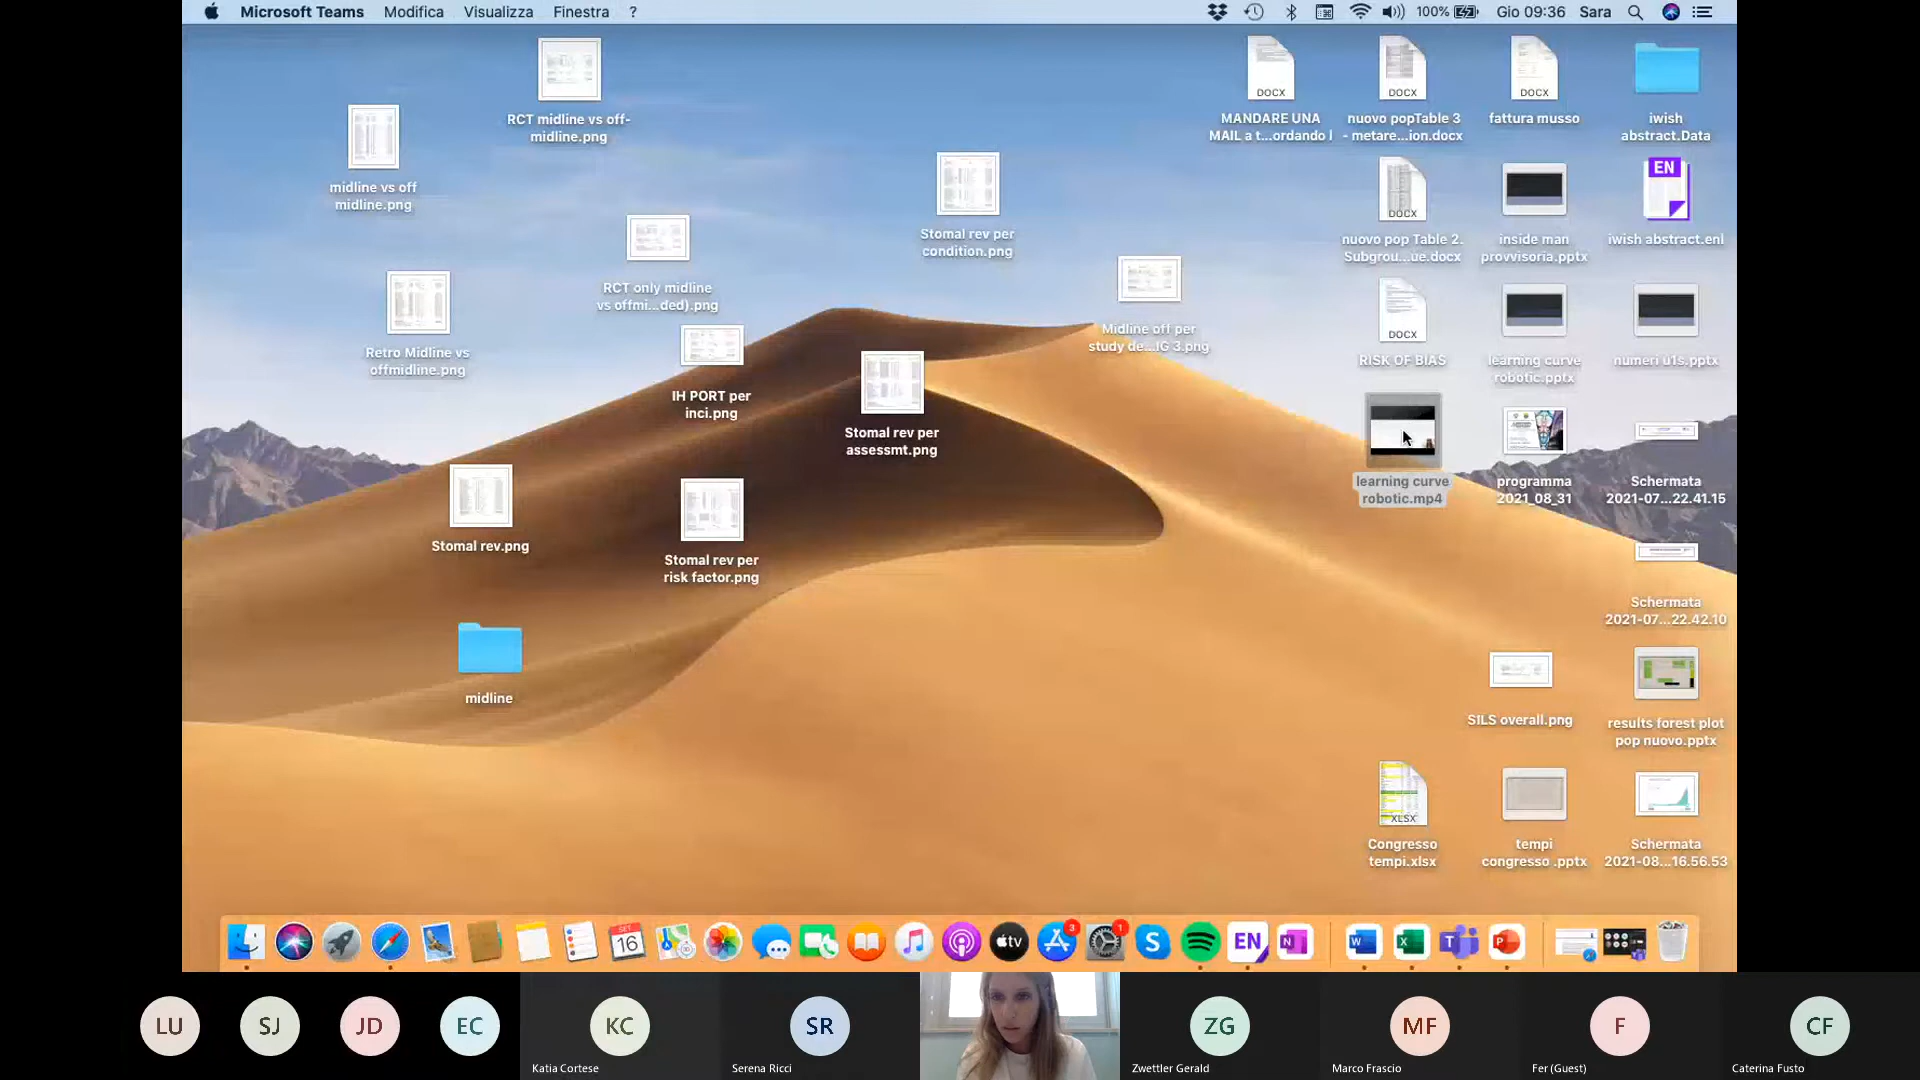 Microsoft Teams Modifica Visualizza Finestra ?
100% Gio 09:36 Sara
RCT midline vs off-
midline.png
midline vs off
midline.png
Stomal rev per
condition.png
RCT only midline
vs offmi...ded).png
Retro Midline vs
offmidline.png
Midline off per
study de...IG 3.png
IH PORT per
inci.png
Stomal rev per
assessmt.png
Stomal rev.png
Stomal rev per
risk factor.png
midline
DOCX
MANDARE UNA
MAIL a t...ordando l
DOCX
nuovo popTable 3
- metare...ion.docx
DOCX
fattura musso
iwish
abstract.Data
DOCX
nuovo pop Table 2.
Subgrou...ue.docx
inside man
provvisoria.pptx
EN
iwish abstract.enl
DOCX
RISK OF BIAS
learning curve
robotic.pptx
numeri u1s.pptx
learning curve
robotic.mp4
programma
2021_08_31
Schermata
2021-07...22.41.15
Schermata
2021-07...22.42.10
SILS overall.png
results forest plot
pop nuovo.pptx
XLSX
Congresso
tempi.xlsx
tempi
congresso .pptx
Schermata
2021-08...16.56.53
SET
16
tv
3
1
S
EN
N
W
X
T
P
LU
SJ
JD
EC
KC
Katia Cortese
SR
Serena Ricci
ZG
Zwettler Gerald
MF
Marco Frascio
F
Fer (Guest)
CF
Caterina Fusto